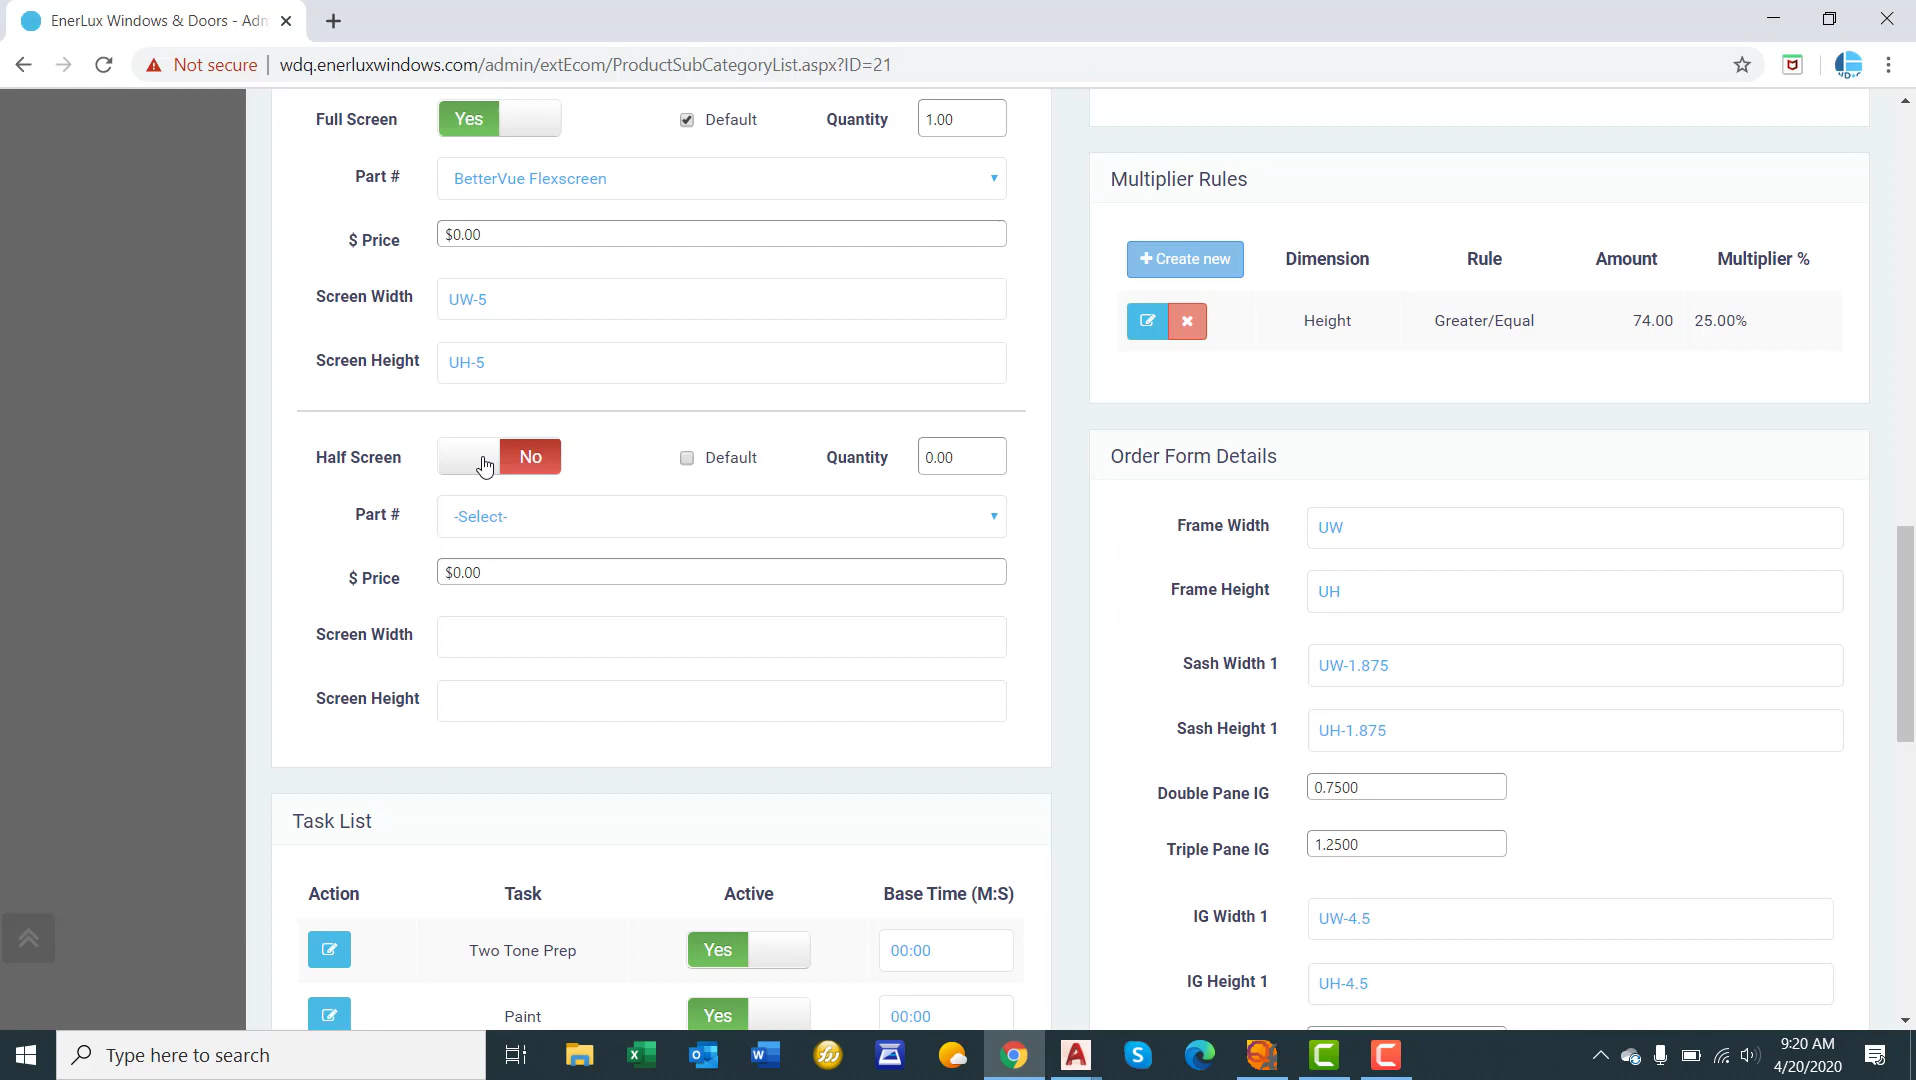 EnerLux Windows & Doors - Adm
Not secure
wdq.enerluxwindows.com/admin/extEcom/ProductSubCategoryList.aspx?ID=21
Full Screen
Yes
Default
Quantity
1.00
Part #
BetterVue Flexscreen
$ Price
$0.00
Screen Width
UW-5
Screen Height
UH-5
Half Screen
No
Default
Quantity
0.00
Part #
-Select-
$ Price
$0.00
Screen Width
Screen Height
Task List
Action
Task
Active
Base Time (M:S)
Two Tone Prep
Yes
00:00
Paint
Yes
00:00
Multiplier Rules
Create new
Dimension
Rule
Amount
Multiplier %
Height
Greater/Equal
74.00
25.00%
Order Form Details
Frame Width
UW
Frame Height
UH
Sash Width 1
UW-1.875
Sash Height 1
UH-1.875
Double Pane IG
0.7500
Triple Pane IG
1.2500
IG Width 1
UW-4.5
IG Height 1
UH-4.5
Type here to search
9:20 AM
4/20/2020